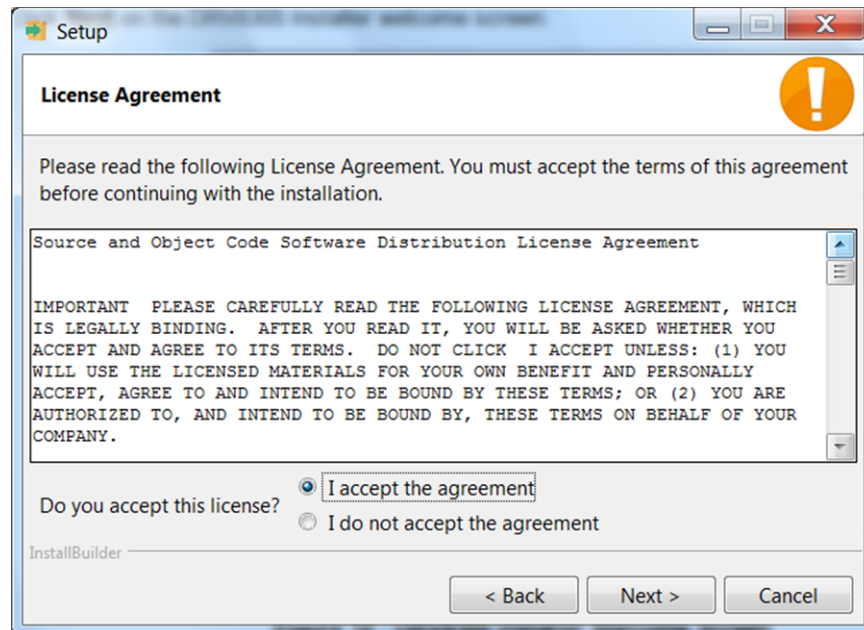 Setup
License Agreement
Please read the following License Agreement. You must accept the terms of this agreement
before continuing with the installation.
Source and Object Code Software Distribution License Agreement
IMPORTANT  PLEASE CAREFULLY READ THE FOLLOWING LICENSE AGREEMENT, WHICH
IS LEGALLY BINDING.  AFTER YOU READ IT, YOU WILL BE ASKED WHETHER YOU
ACCEPT AND AGREE TO ITS TERMS.  DO NOT CLICK  I ACCEPT UNLESS: (1) YOU
WILL USE THE LICENSED MATERIALS FOR YOUR OWN BENEFIT AND PERSONALLY
ACCEPT, AGREE TO AND INTEND TO BE BOUND BY THESE TERMS; OR (2) YOU ARE
AUTHORIZED TO, AND INTEND TO BE BOUND BY, THESE TERMS ON BEHALF OF YOUR
COMPANY.
Do you accept this license?
I accept the agreement
I do not accept the agreement
InstallBuilder
< Back
Next >
Cancel